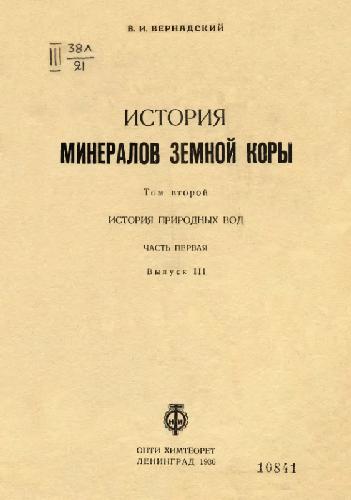 В. И. ВЕРНАДСКИЙ
III 38л
21
ИСТОРИЯ
МИНЕРАЛОВ ЗЕМНОЙ КОРЫ
Том второй
ИСТОРИЯ ПРИРОДНЫХ ВОД
ЧАСТЬ ПЕРВАЯ
Выпуск III
ОНТИ ХИМТЕОРЕТ
ЛЕНИНГРАД 1936
10841